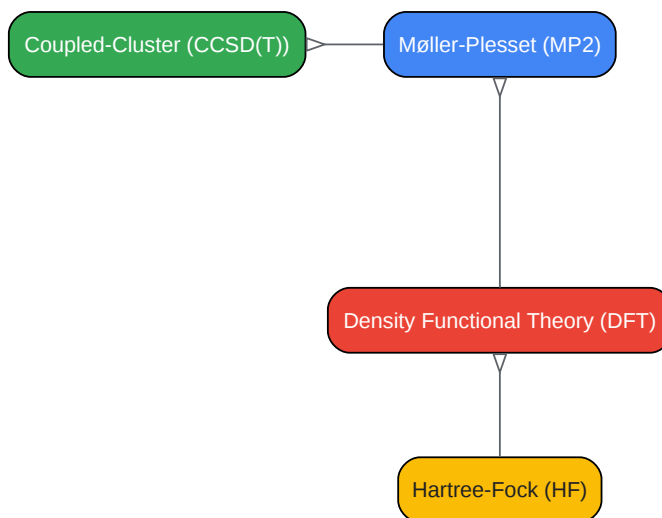 Coupled-Cluster (CCSD(T))
Møller-Plesset (MP2)
Density Functional Theory (DFT)
Hartree-Fock (HF)